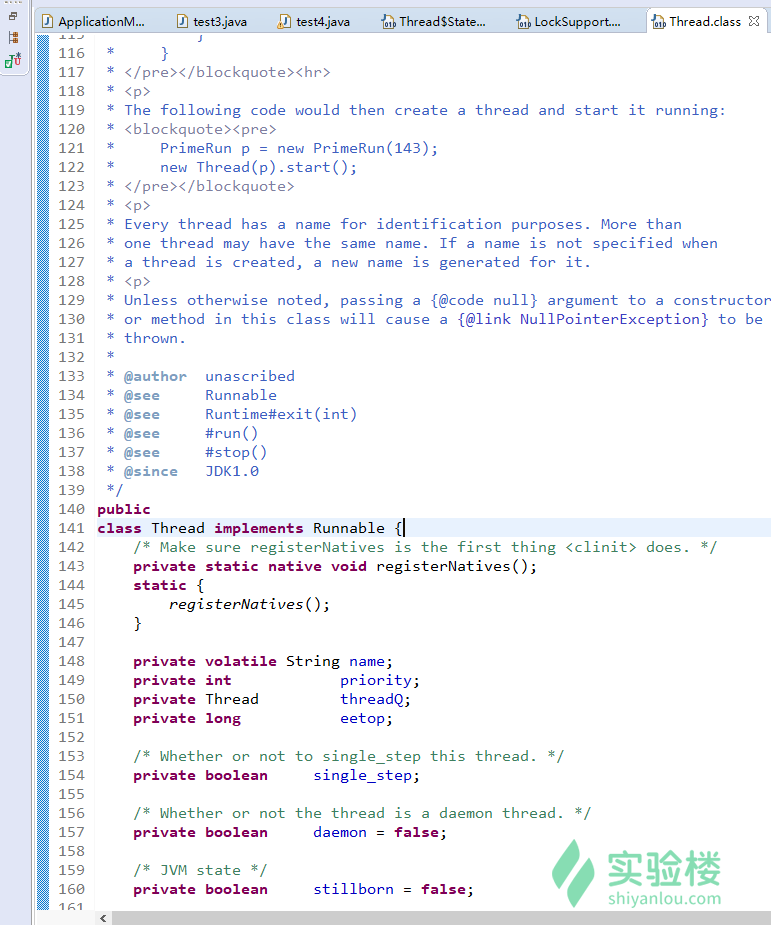 ApplicationM... test3.java test4.java Thread$State... LockSupport.... Thread.class
115  *         }
116  *     }
117  * </pre></blockquote><hr>
118  * <p>
119  * The following code would then create a thread and start it running:
120  * <blockquote><pre>
121  *     PrimeRun p = new PrimeRun(143);
122  *     new Thread(p).start();
123  * </pre></blockquote>
124  * <p>
125  * Every thread has a name for identification purposes. More than
126  * one thread may have the same name. If a name is not specified when
127  * a thread is created, a new name is generated for it.
128  * <p>
129  * Unless otherwise noted, passing a {@code null} argument to a constructor
130  * or method in this class will cause a {@link NullPointerException} to be
131  * thrown.
132  *
133  * @author  unascribed
134  * @see     Runnable
135  * @see     Runtime#exit(int)
136  * @see     #run()
137  * @see     #stop()
138  * @since   JDK1.0
139  */
140 public
141 class Thread implements Runnable {
142     /* Make sure registerNatives is the first thing <clinit> does. */
143     private static native void registerNatives();
144     static {
145         registerNatives();
146     }
147
148     private volatile String name;
149     private int            priority;
150     private Thread         threadQ;
151     private long           eetop;
152
153     /* Whether or not to single_step this thread. */
154     private boolean     single_step;
155
156     /* Whether or not the thread is a daemon thread. */
157     private boolean     daemon = false;
158
159     /* JVM state */
160     private boolean     stillborn = false;
161
实验楼
shiyanlou.com